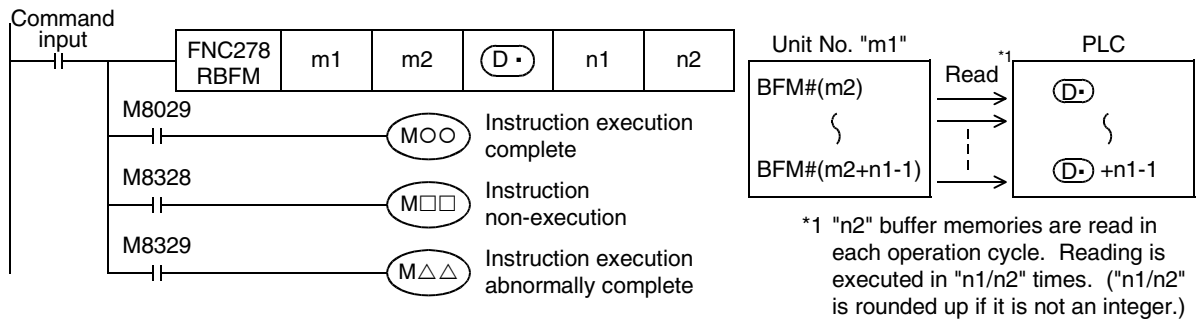 Command
input
FNC278
RBFM
m1
m2
D・
n1
n2
M8029
M○○
Instruction execution
complete
M8328
M□□
Instruction
non-execution
M8329
M△△
Instruction execution
abnormally complete
Unit No. "m1"
PLC
BFM#(m2)
Read
*1
D・
BFM#(m2+n1-1)
D・ +n1-1
*1 "n2" buffer memories are read in
each operation cycle. Reading is
executed in "n1/n2" times. ("n1/n2"
is rounded up if it is not an integer.)